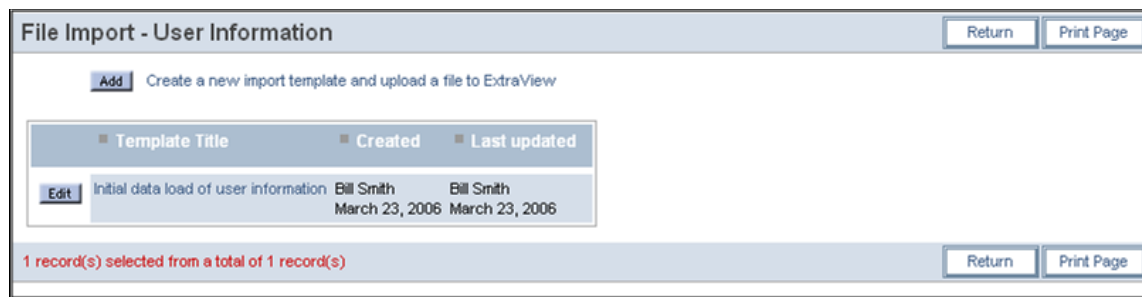 File Import - User Information Return Print Page
Add Create a new import template and upload a file to ExtraView
Template Title Created Last updated
Edit Initial data load of user information Bill Smith Bill Smith
March 23, 2006 March 23, 2006
1 record(s) selected from a total of 1 record(s) Return Print Page